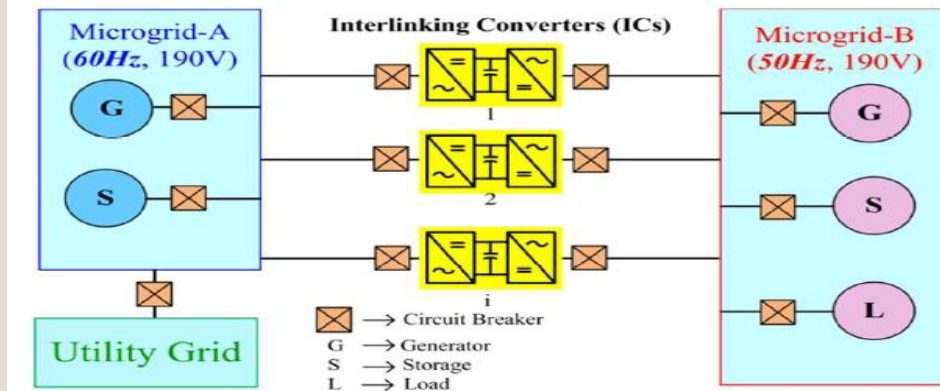 Microgrid-A
(60Hz, 190V)
G
S
Utility Grid
Interlinking Converters (ICs)
1
2
i
→ Circuit Breaker
G → Generator
S → Storage
L → Load
Microgrid-B
(50Hz, 190V)
G
S
L